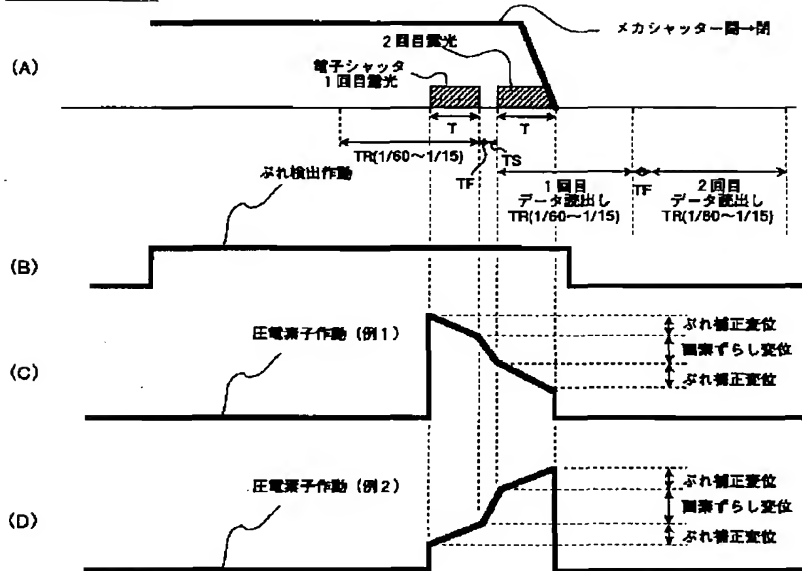 メカシャッター開→閉
2回目露光
(A)
電子シャッタ
1回目露光
T
T
TR(1/60~1/15)
TS
TF
ぶれ検出作動
1回目
データ読出し
TR(1/60~1/15)
TF
2回目
データ読出し
TR(1/60~1/15)
(B)
圧電素子作動(例1)
ぶれ補正変位
画素ずらし変位
ぶれ補正変位
(C)
圧電素子作動(例2)
ぶれ補正変位
画素ずらし変位
ぶれ補正変位
(D)